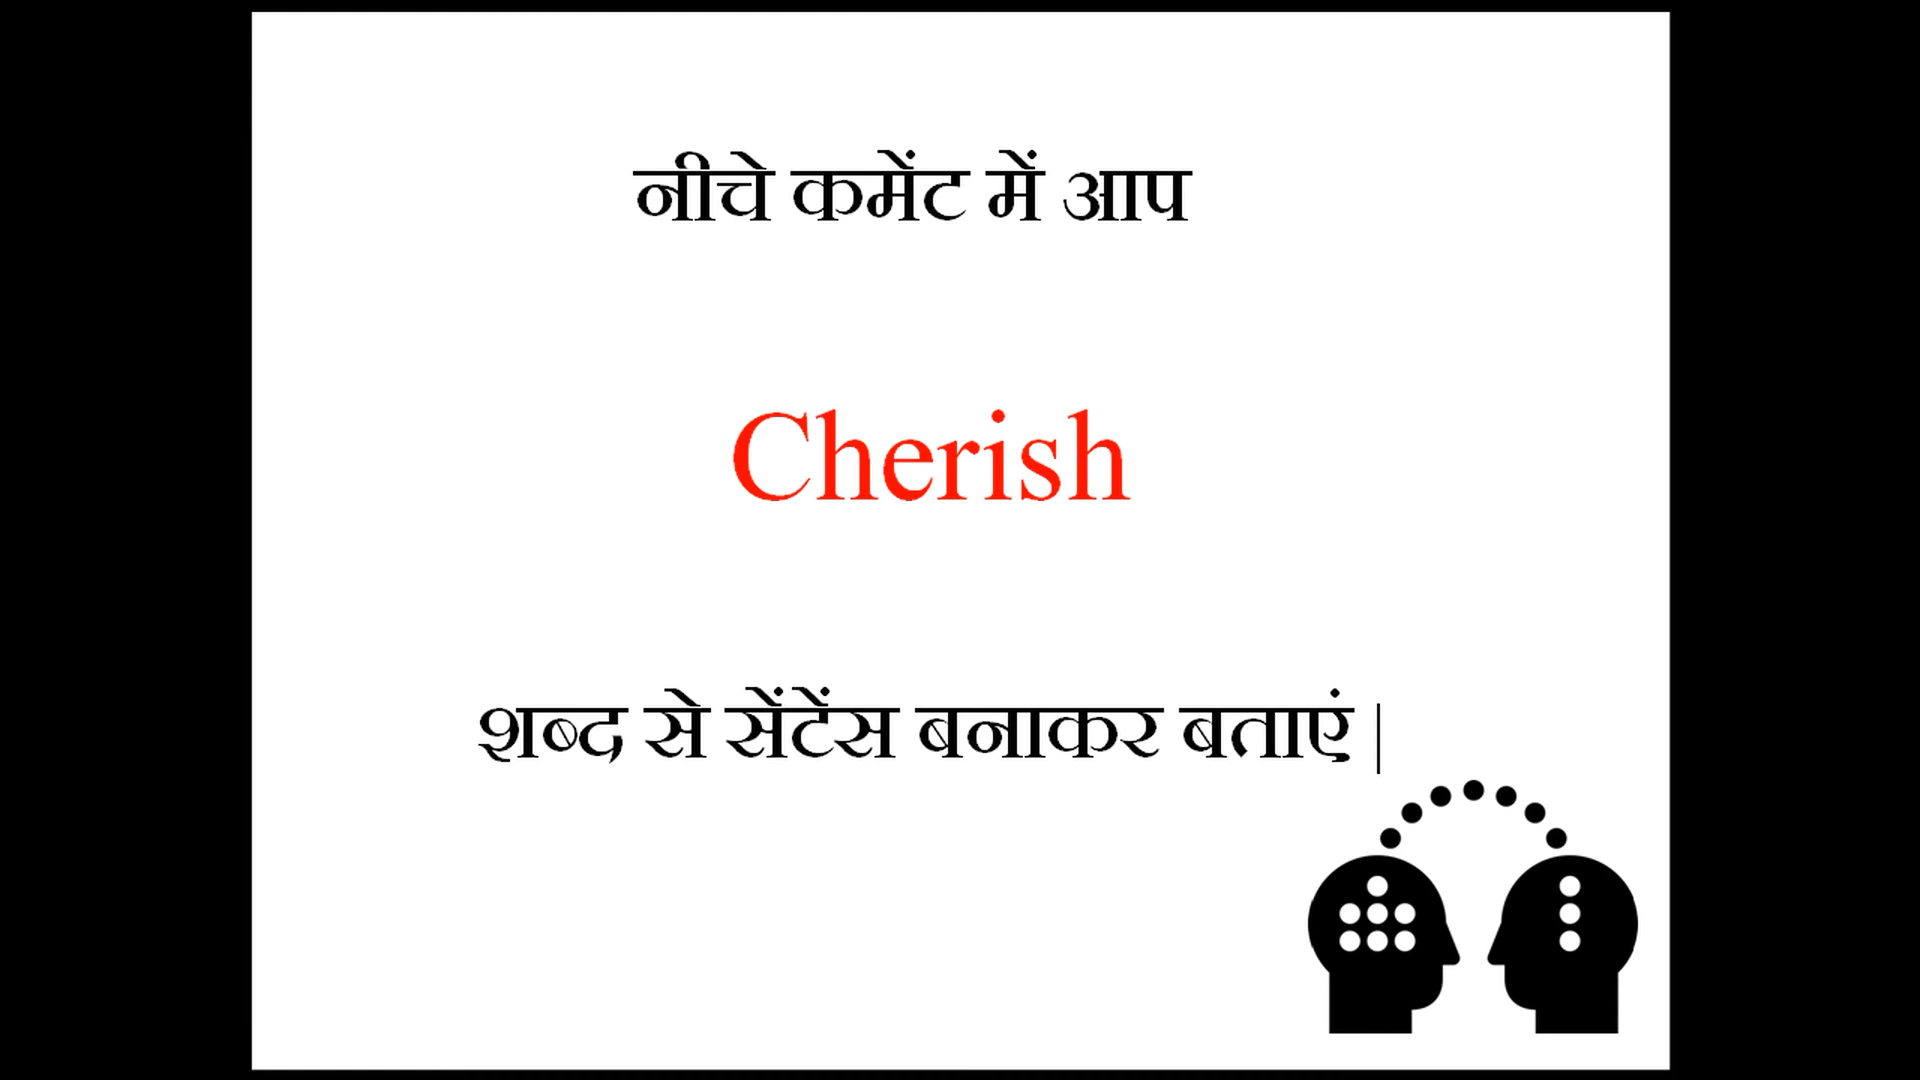 नीचे कमेंट में आप
Cherish
शब्द से सेंटेंस बनाकर बताएं |